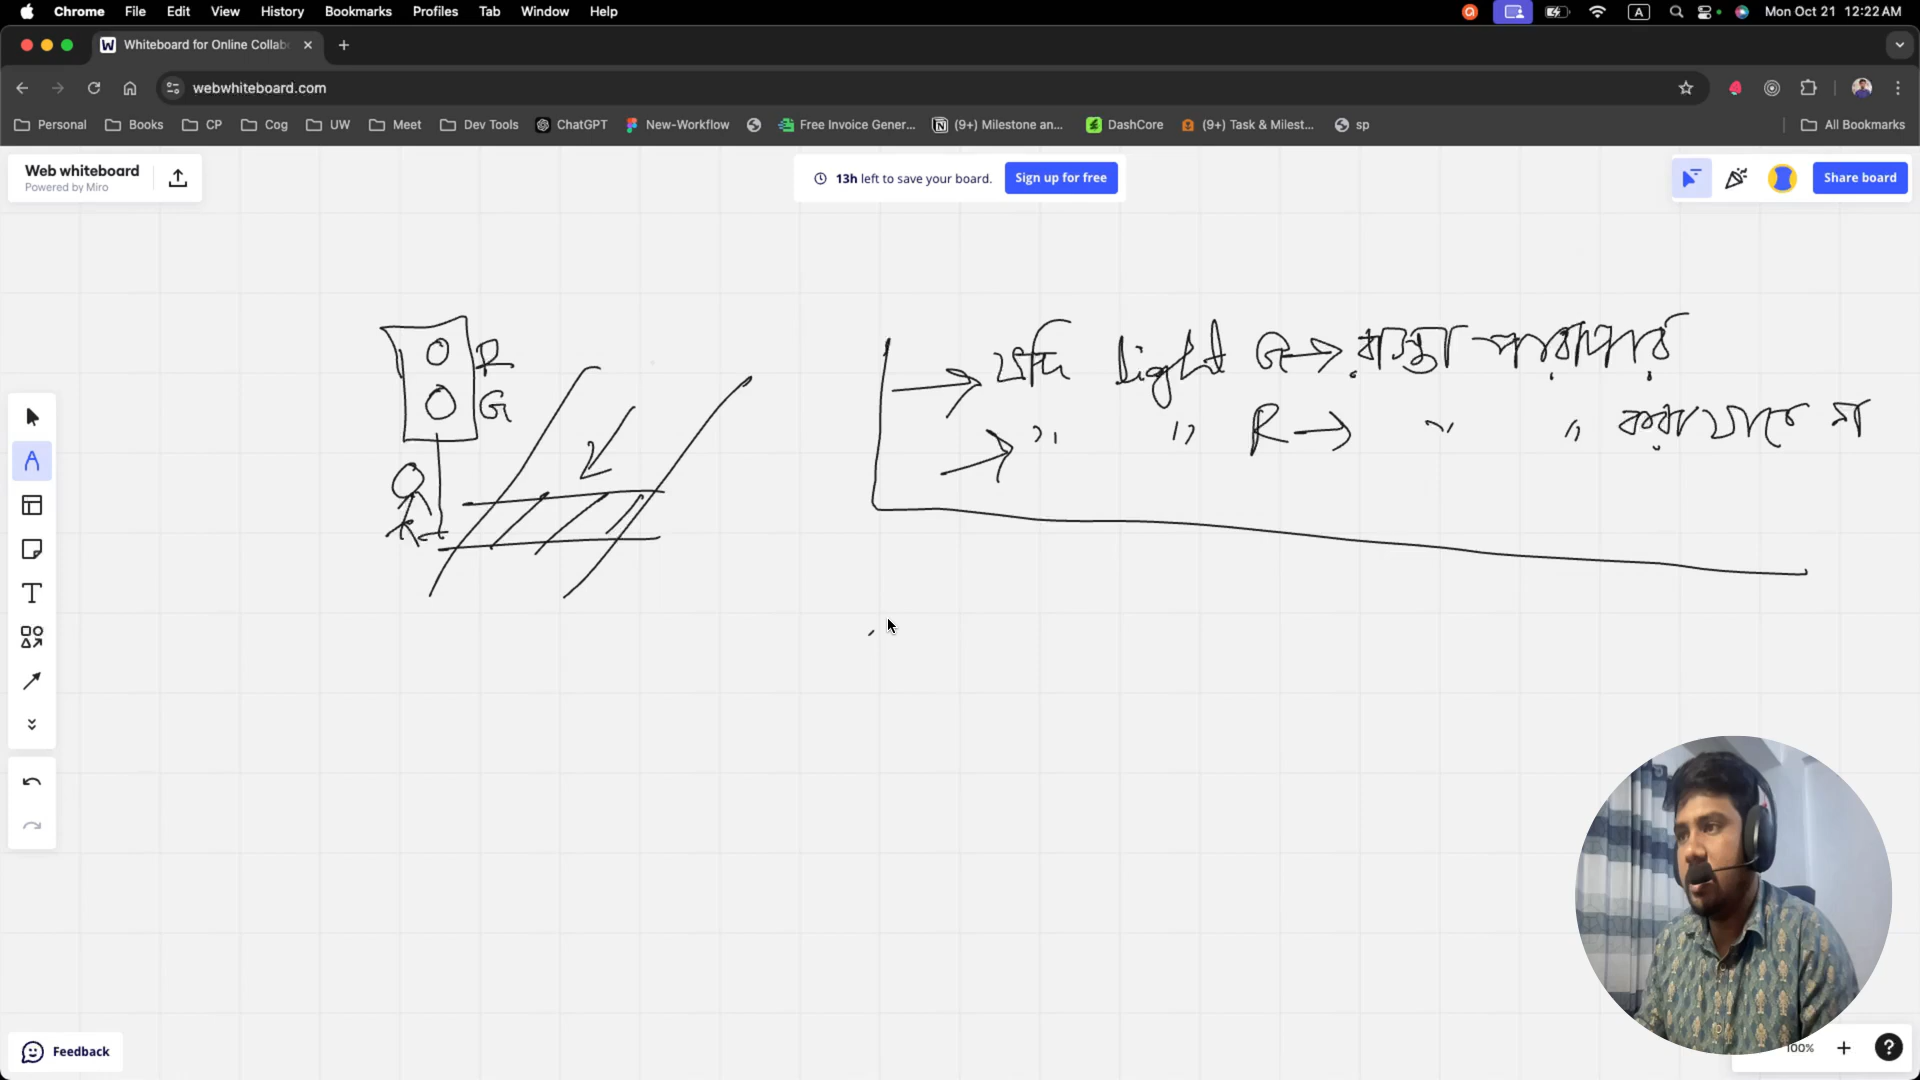 Chrome File Edit View History Bookmarks Profiles Tab Window Help
A Mon Oct 21 12:22 AM
W Whiteboard for Online Collab
webwhiteboard.com
Personal Books CP Cog UW Meet Dev Tools ChatGPT New-Workflow Free Invoice Gener... (9+) Milestone an... DashCore (9+) Task & Milest... sp All Bookmarks
Web whiteboard
Powered by Miro
13h left to save your board. Sign up for free
Share board
R
G
যদি light G → রাস্তা পারাপার
" " R → " " করা যাবে না
T
Feedback
100%